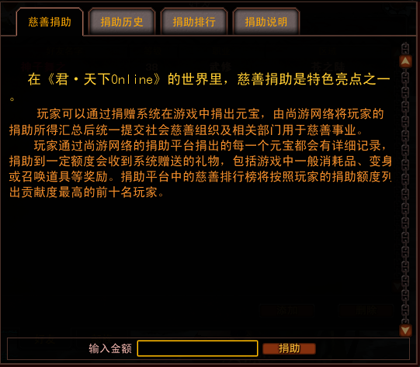 慈善捐助 捐助历史 捐助排行 捐助说明
在《君·天下Online》的世界里，慈善捐助是特色亮点之一
。
玩家可以通过捐赠系统在游戏中捐出元宝，由尚游网络将玩家的
捐助所得汇总后统一提交社会慈善组织及相关部门用于慈善事业。
玩家通过尚游网络的捐助平台捐出的每一个元宝都会有详细记录，
捐助到一定额度会收到系统赠送的礼物，包括游戏中一般消耗品、变身
或召唤道具等奖励。捐助平台中的慈善排行榜将按照玩家的捐助额度列
出贡献度最高的前十名玩家。
输入金额 捐助